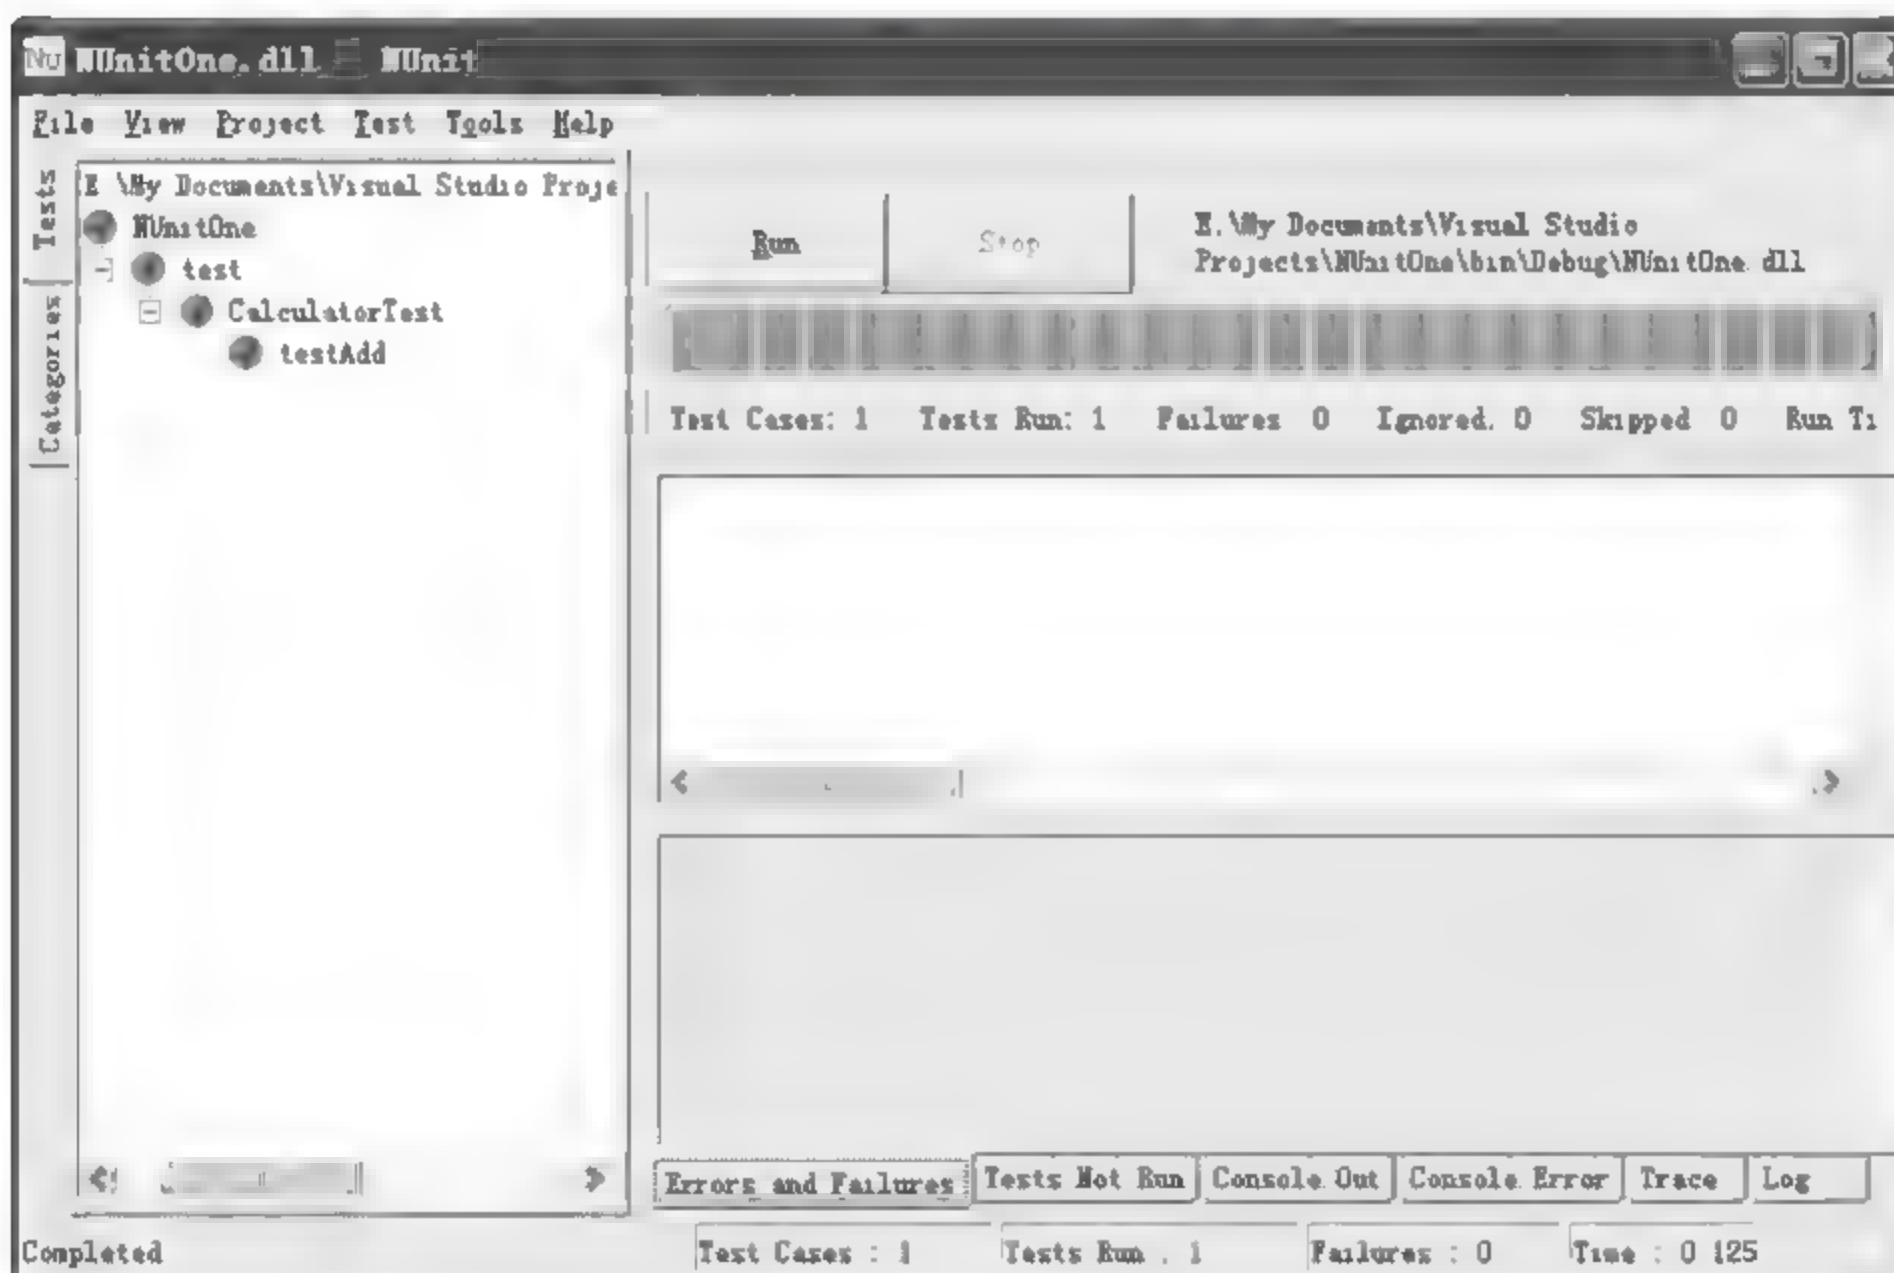 Nu NUnitOne.dll - NUnit
File View Project Test Tools Help
Tests
Categories
E \My Documents\Visual Studio Proje
NUnitOne
test
CalculatorTest
testAdd
Run
Stop
E.\My Documents\Visual Studio
Projects\NUnitOne\bin\Debug\NUnitOne.dll
Test Cases: 1 Tests Run: 1 Failures 0 Ignored. 0 Skipped 0 Run Ti
Errors and Failures Tests Not Run Console.Out Console.Error Trace Log
Completed Test Cases : 1 Tests Run . 1 Failures : 0 Time : 0 125